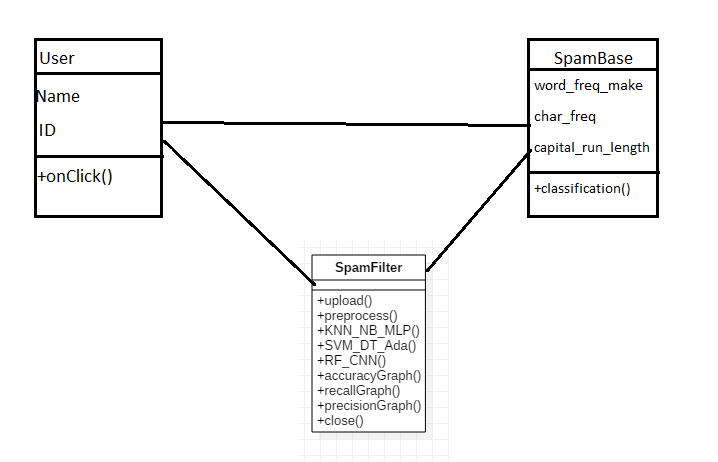 User
Name
ID
+onClick()
SpamBase
word_freq_make
char_freq
capital_run_length
+classification()
SpamFilter
+upload()
+preprocess()
+KNN_NB_MLP()
+SVM_DT_Ada()
+RF_CNN()
+accuracyGraph()
+recallGraph()
+precisionGraph()
+close()